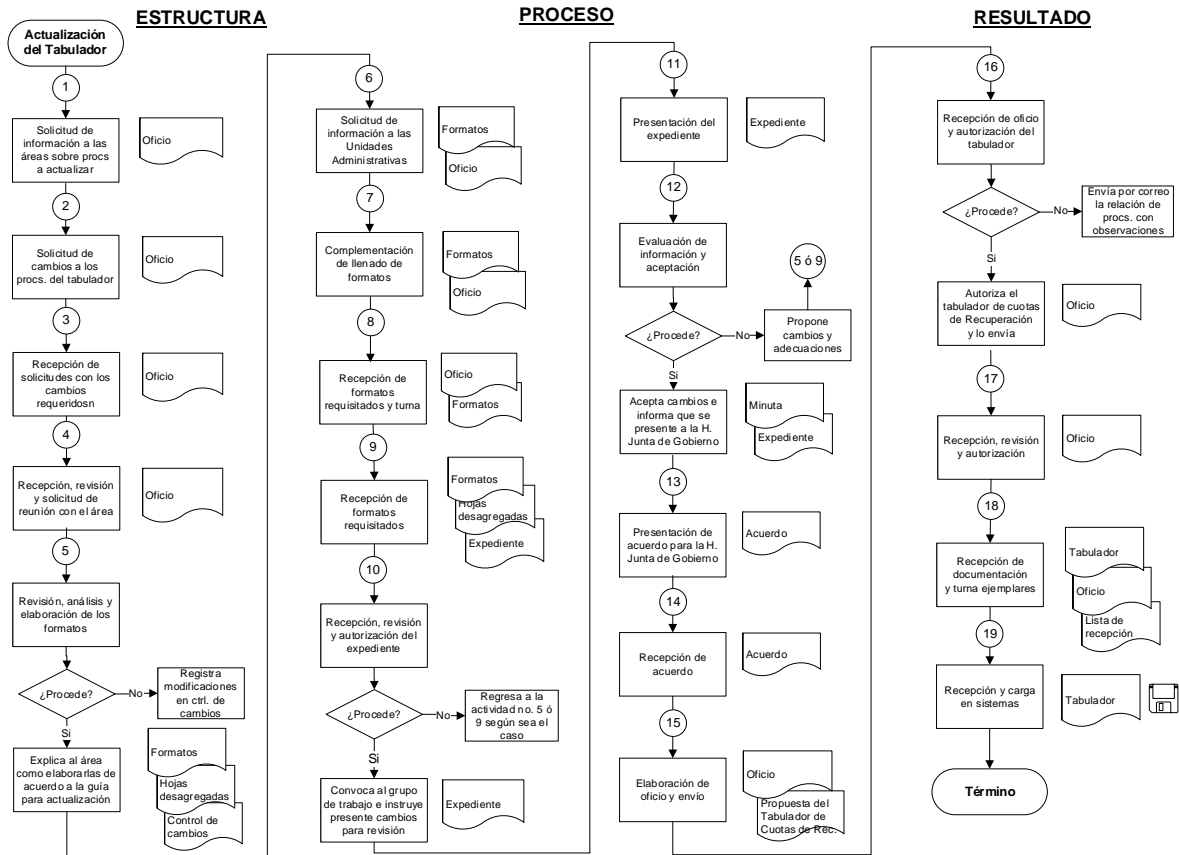 ESTRUCTURA
Actualización
del Tabulador
1
Solicitud de
información a las
áreas sobre procs
a actualizar
Oficio
2
Solicitud de
cambios a los
procs. del tabulador
Oficio
3
Recepción de
solicitudes con los
cambios
requeridosn
Oficio
4
Recepción, revisión
y solicitud de
reunión con el área
Oficio
5
Revisión, análisis y
elaboración de los
formatos
¿Procede?
No
Registra
modificaciones
en ctrl. de
cambios
Si
Explica al área
como elaborarlas de
acuerdo a la guía
para actualización
Formatos
Hojas
desagregadas
Control de
cambios
PROCESO
6
Solicitud de
información a las
Unidades
Administrativas
Formatos
Oficio
7
Complementación
de llenado de
formatos
Formatos
Oficio
8
Recepción de
formatos
requisitados y turna
Oficio
Formatos
9
Recepción de
formatos
requisitados
Formatos
Hojas
desagregadas
Expediente
10
Recepción, revisión
y autorización del
expediente
¿Procede?
No
Regresa a la
actividad no. 5 ó
9 según sea el
caso
Si
Convoca al grupo
de trabajo e instruye
presente cambios
para revisión
Expediente
11
Presentación del
expediente
Expediente
12
Evaluación de
información y
aceptación
5 ó 9
¿Procede?
No
Propone
cambios y
adecuaciones
Si
Acepta cambios e
informa que se
presente a la H.
Junta de Gobierno
Minuta
Expediente
13
Presentación de
acuerdo para la H.
Junta de Gobierno
Acuerdo
14
Recepción de
acuerdo
Acuerdo
15
Elaboración de
oficio y envío
Oficio
Propuesta del
Tabulador de
Cuotas de Rec.
RESULTADO
16
Recepción de oficio
y autorización del
tabulador
¿Procede?
No
Envía por correo
la relación de
procs. con
observaciones
Si
Autoriza el
tabulador de cuotas
de Recuperación
y lo envía
Oficio
17
Recepción, revisión
y autorización
Oficio
18
Recepción de
documentación
y turna ejemplares
Tabulador
Oficio
Lista de
recepción
19
Recepción y carga
en sistemas
Tabulador
Término